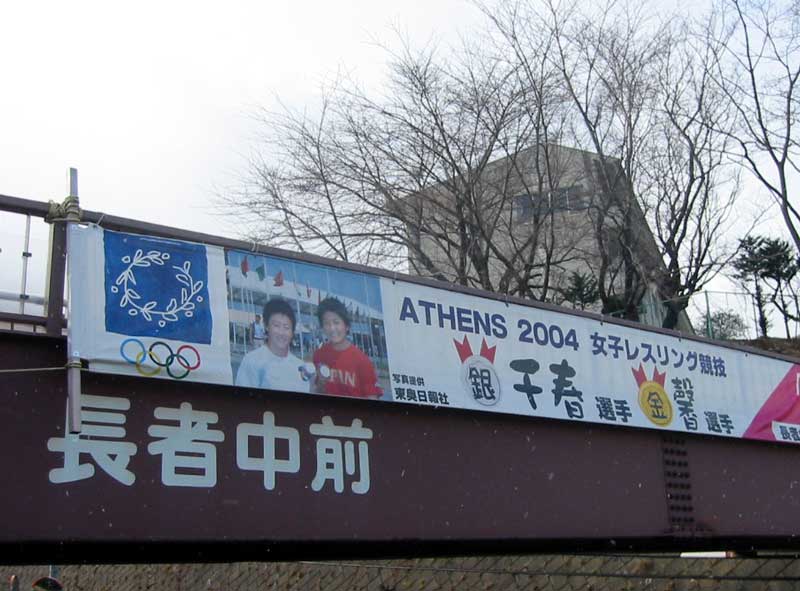 ATHENS 2004 女子レスリング競技
銀 千春 選手 金 馨 選手
写真提供
東奥日報社
長者中前